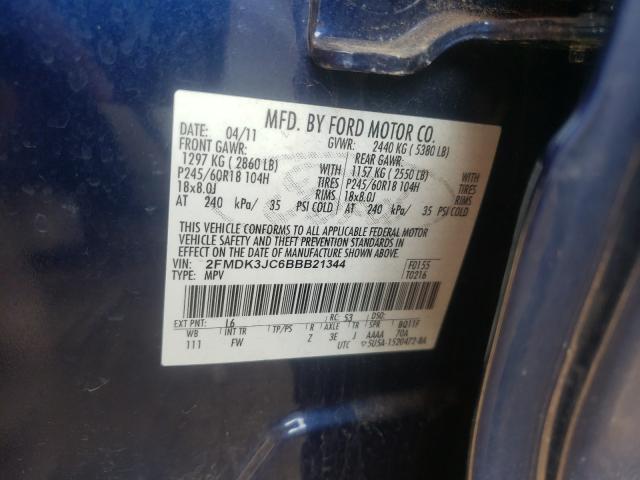 MFD. BY FORD MOTOR CO.
DATE: 04/11 GVWR: 2440 KG ( 5380 LB)
FRONT GAWR: REAR GAWR:
1297 KG ( 2860 LB) WITH 1157 KG ( 2550 LB) WITH
P245/60R18 104H TIRES P245/60R18 104H TIRES
18x8.0J RIMS 18x8.0J RIMS
AT 240 kPa/ 35 PSI COLD AT 240 kPa/ 35 PSI COLD
THIS VEHICLE CONFORMS TO ALL APPLICABLE FEDERAL MOTOR
VEHICLE SAFETY AND THEFT PREVENTION STANDARDS IN
EFFECT ON THE DATE OF MANUFACTURE SHOWN ABOVE.
VIN: 2FMDK3JC6BBB21344 F0155
TYPE: MPV T0216
EXT PNT: L6 RC: 53 DSO:
WB INT TR TP/PS R AXLE TR SPR BQ11F
111 FW Z 3E J AAAA 70A
UTC 5USA-1520472-BA